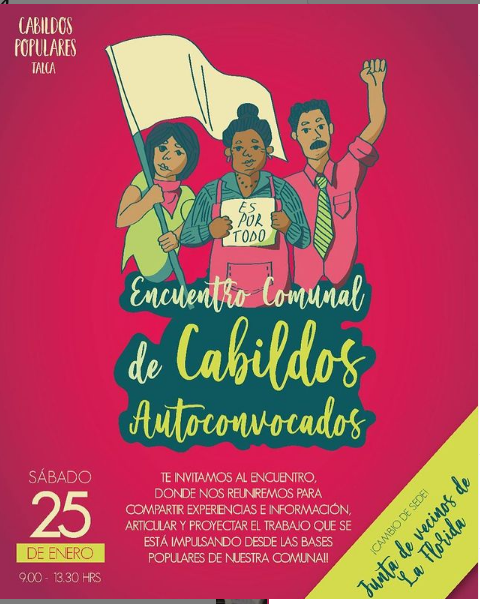 CABILDOS
POPULARES
TALCA
ES
POR
TODO
Encuentro Comunal
de Cabildos
Autoconvocados
SÁBADO
25
DE ENERO
9.00 - 13.30 HRS
TE INVITAMOS AL ENCUENTRO,
DONDE NOS REUNIREMOS PARA
COMPARTIR EXPERIENCIAS E INFORMACIÓN,
ARTICULAR Y PROYECTAR EL TRABAJO QUE SE
ESTÁ IMPULSANDO DESDE LAS BASES
POPULARES DE NUESTRA COMUNA!!
¡CAMBIO DE SEDE!
Junta de vecinos de
La Florida